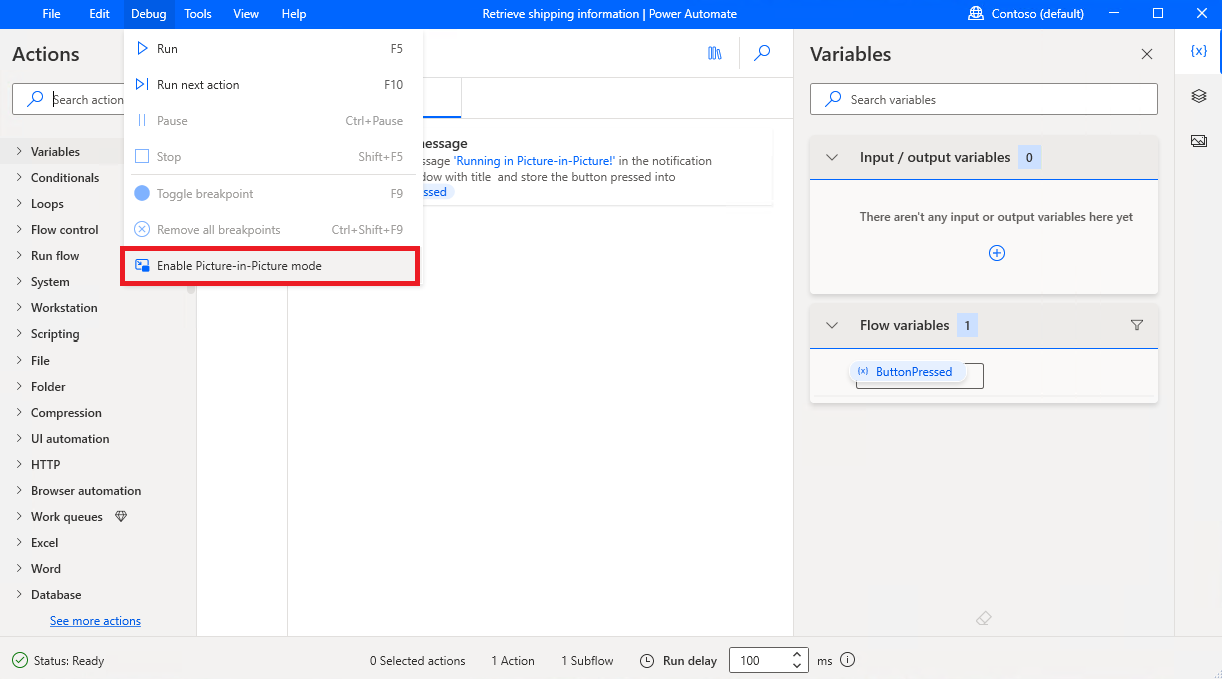 File Edit Debug Tools View Help Retrieve shipping information | Power Automate Contoso (default)
Actions
Search action
Variables
Conditionals
Loops
Flow control
Run flow
System
Workstation
Scripting
File
Folder
Compression
UI automation
HTTP
Browser automation
Work queues
Excel
Word
Database
See more actions
Run F5
Run next action F10
Pause Ctrl+Pause
Stop Shift+F5
Toggle breakpoint F9
Remove all breakpoints Ctrl+Shift+F9
Enable Picture-in-Picture mode
essage
ssage 'Running in Picture-in-Picture!' in the notification
dow with title and store the button pressed into
ssed
Variables
{x}
Search variables
Input / output variables 0
There aren't any input or output variables here yet
Flow variables 1
(x) ButtonPressed
Status: Ready 0 Selected actions 1 Action 1 Subflow Run delay 100 ms